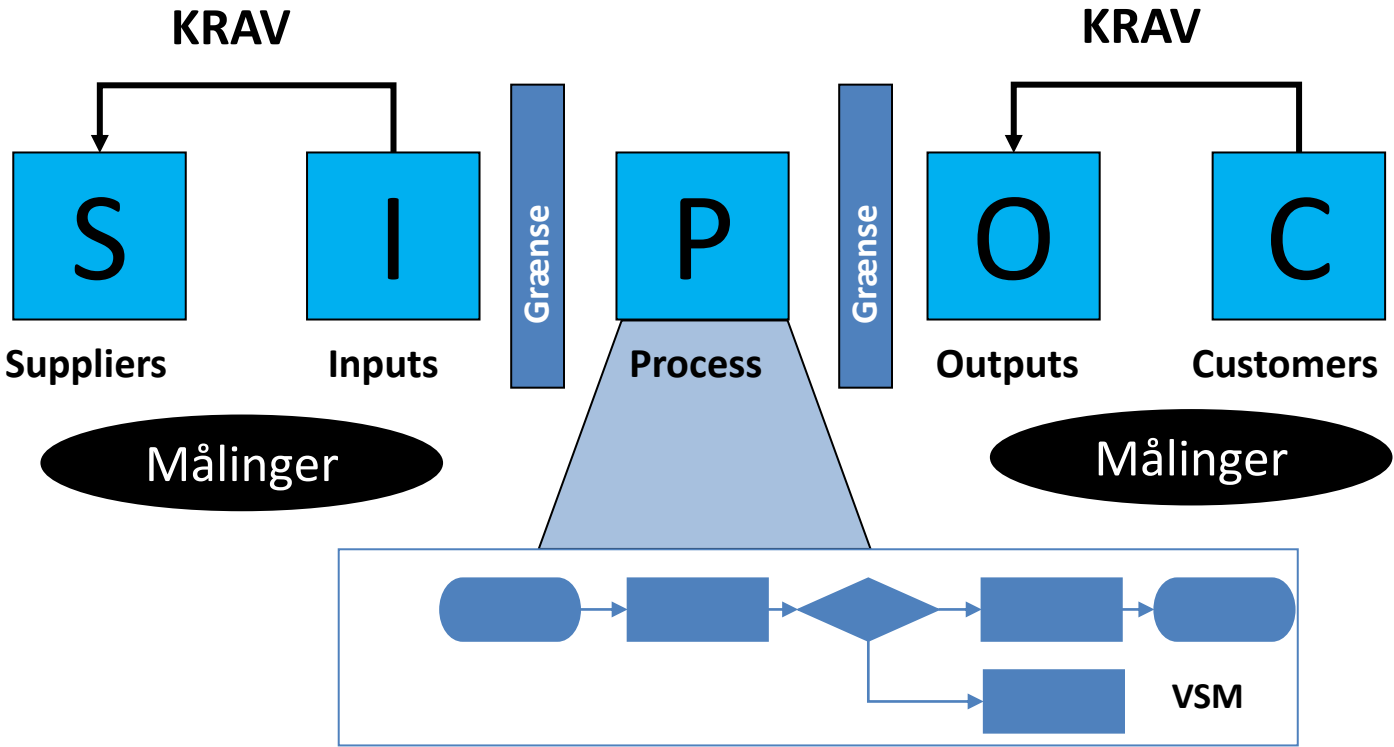 KRAV
KRAV
S
I
Grænse
P
Grænse
O
C
Suppliers
Inputs
Process
Outputs
Customers
Målinger
Målinger
VSM